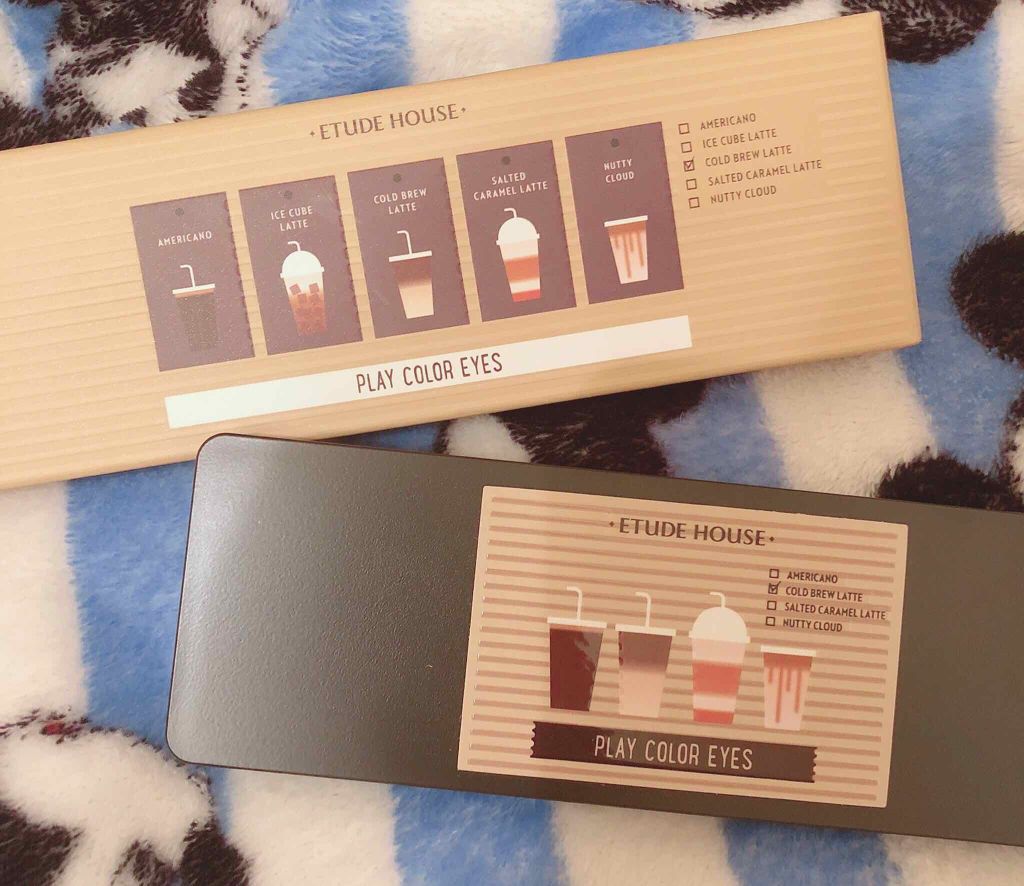 ETUDE HOUSE
AMERICANO
ICE CUBE
LATTE
COLD BREW
LATTE
SALTED
CARAMEL LATTE
NUTTY
CLOUD
AMERICANO
ICE CUBE LATTE
COLD BREW LATTE
SALTED CARAMEL LATTE
NUTTY CLOUD
PLAY COLOR EYES
ETUDE HOUSE
AMERICANO
COLD BREW LATTE
SALTED CARAMEL LATTE
NUTTY CLOUD
PLAY COLOR EYES